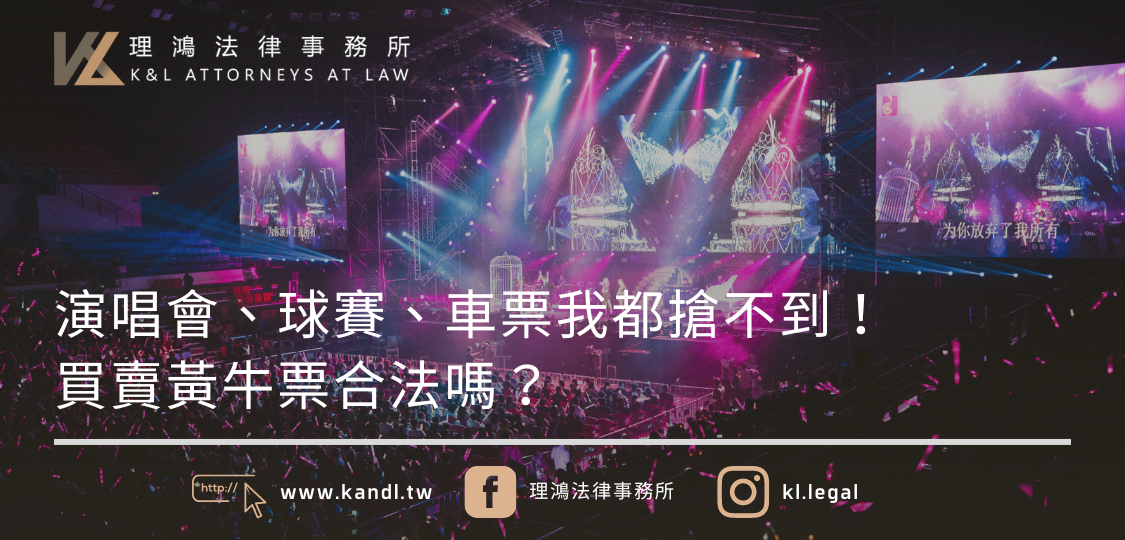 理鴻法律事務所
K&L ATTORNEYS AT LAW
为你放弃了我所有
为你放弃了我所有
演唱會、球賽、車票我都搶不到！
買賣黃牛票合法嗎？
http://
www.kandl.tw
理鴻法律事務所
kl.legal